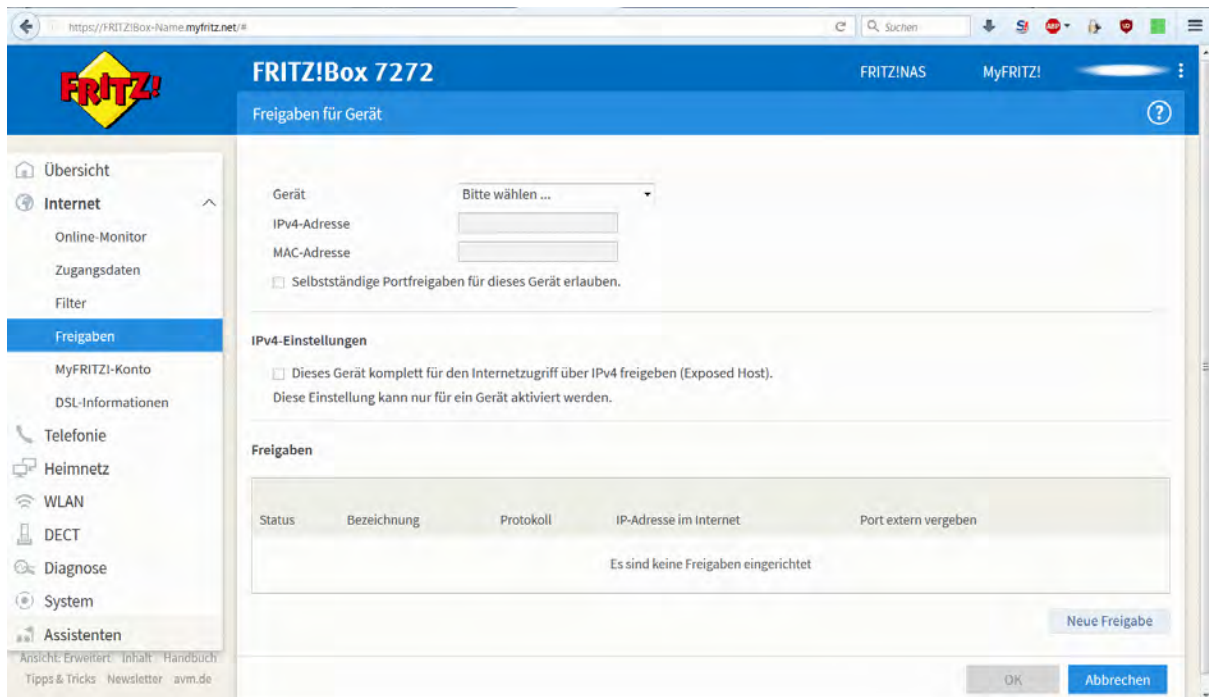 https://FRITZ!Box-Name.myfritz.net/#
Suchen
FRITZ!
FRITZ!Box 7272
FRITZ!NAS
MyFRITZ!
Freigaben für Gerät
?
Übersicht
Internet
Online-Monitor
Zugangsdaten
Filter
Freigaben
MyFRITZ!-Konto
DSL-Informationen
Telefonie
Heimnetz
WLAN
DECT
Diagnose
System
Assistenten
Ansicht: Erweitert Inhalt Handbuch
Tipps & Tricks Newsletter avm.de
Gerät Bitte wählen ...
IPv4-Adresse
MAC-Adresse
Selbstständige Portfreigaben für dieses Gerät erlauben.
IPv4-Einstellungen
Dieses Gerät komplett für den Internetzugriff über IPv4 freigeben (Exposed Host).
Diese Einstellung kann nur für ein Gerät aktiviert werden.
Freigaben
Status Bezeichnung Protokoll IP-Adresse im Internet Port extern vergeben
Es sind keine Freigaben eingerichtet
Neue Freigabe
OK Abbrechen